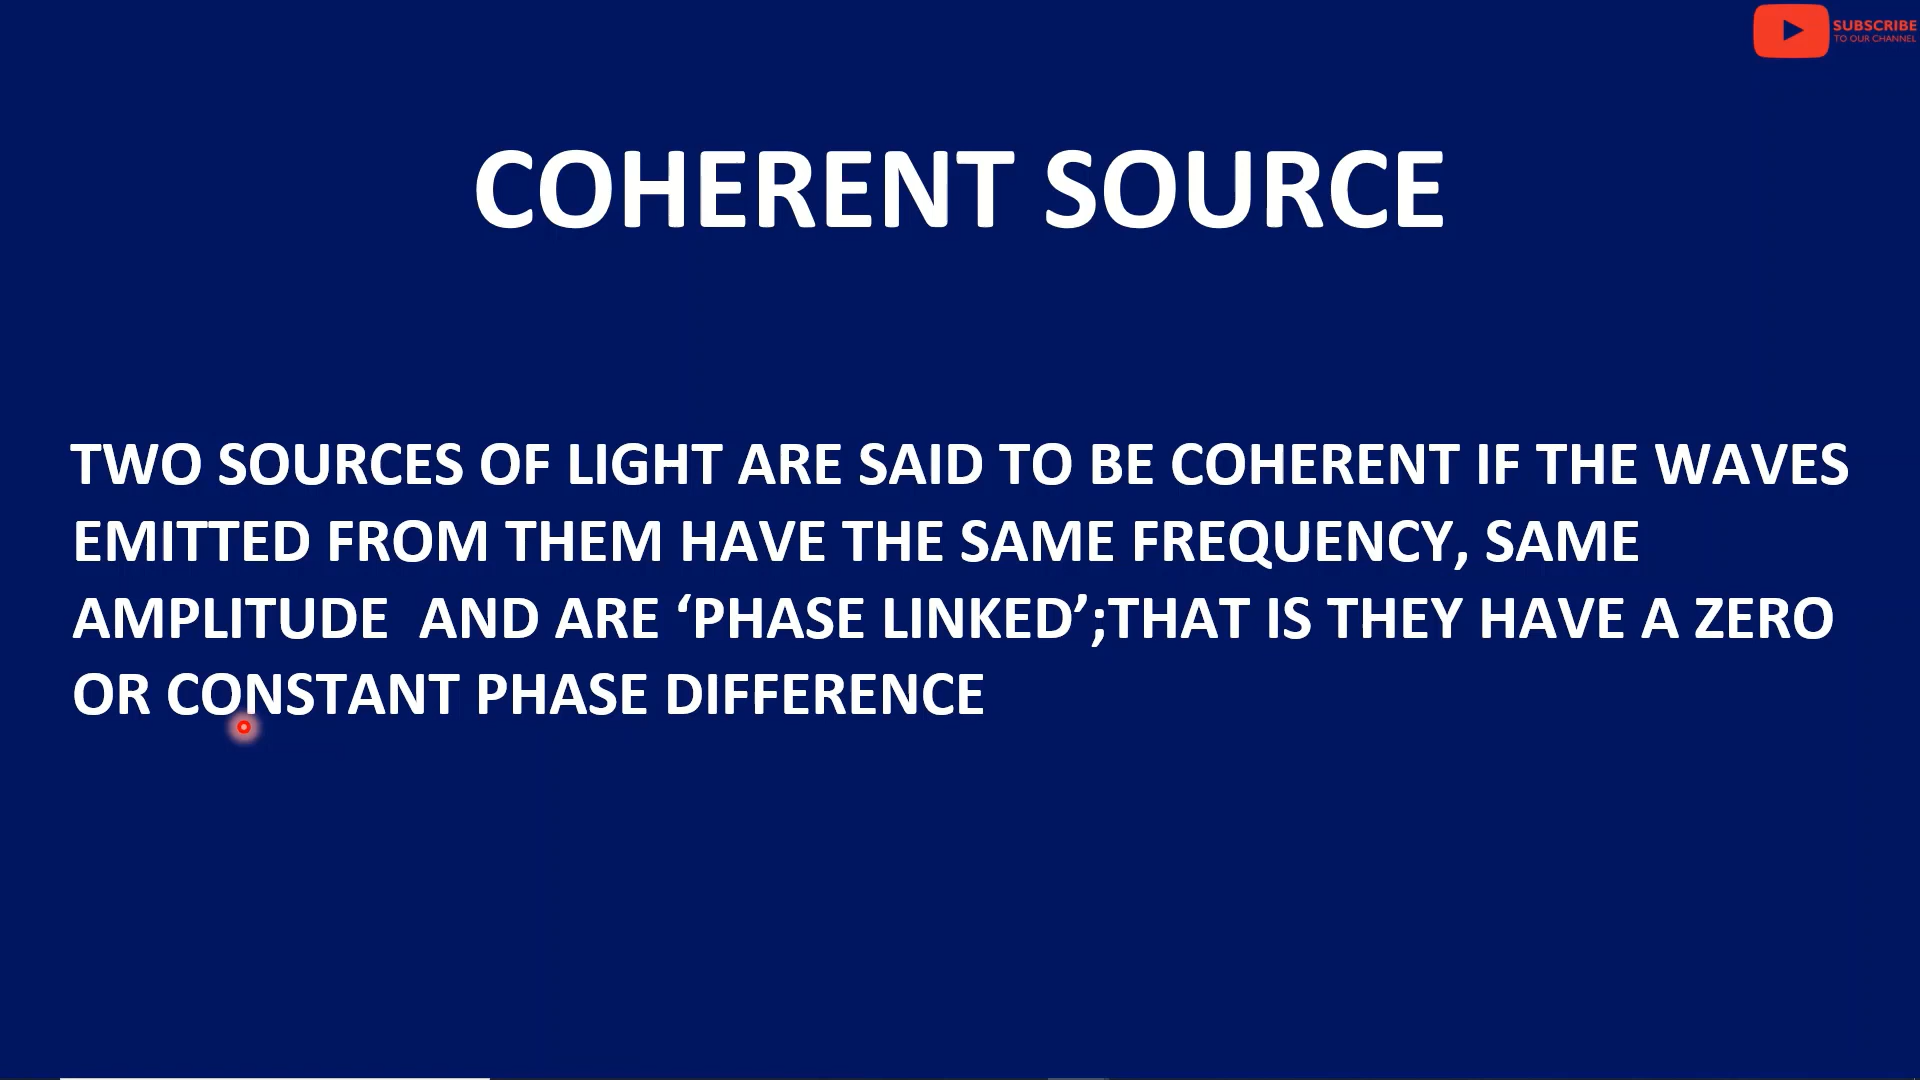 SUBSCRIBE
TO OUR CHANNEL
COHERENT SOURCE
TWO SOURCES OF LIGHT ARE SAID TO BE COHERENT IF THE WAVES
EMITTED FROM THEM HAVE THE SAME FREQUENCY, SAME
AMPLITUDE  AND ARE ‘PHASE LINKED’;THAT IS THEY HAVE A ZERO
OR CONSTANT PHASE DIFFERENCE